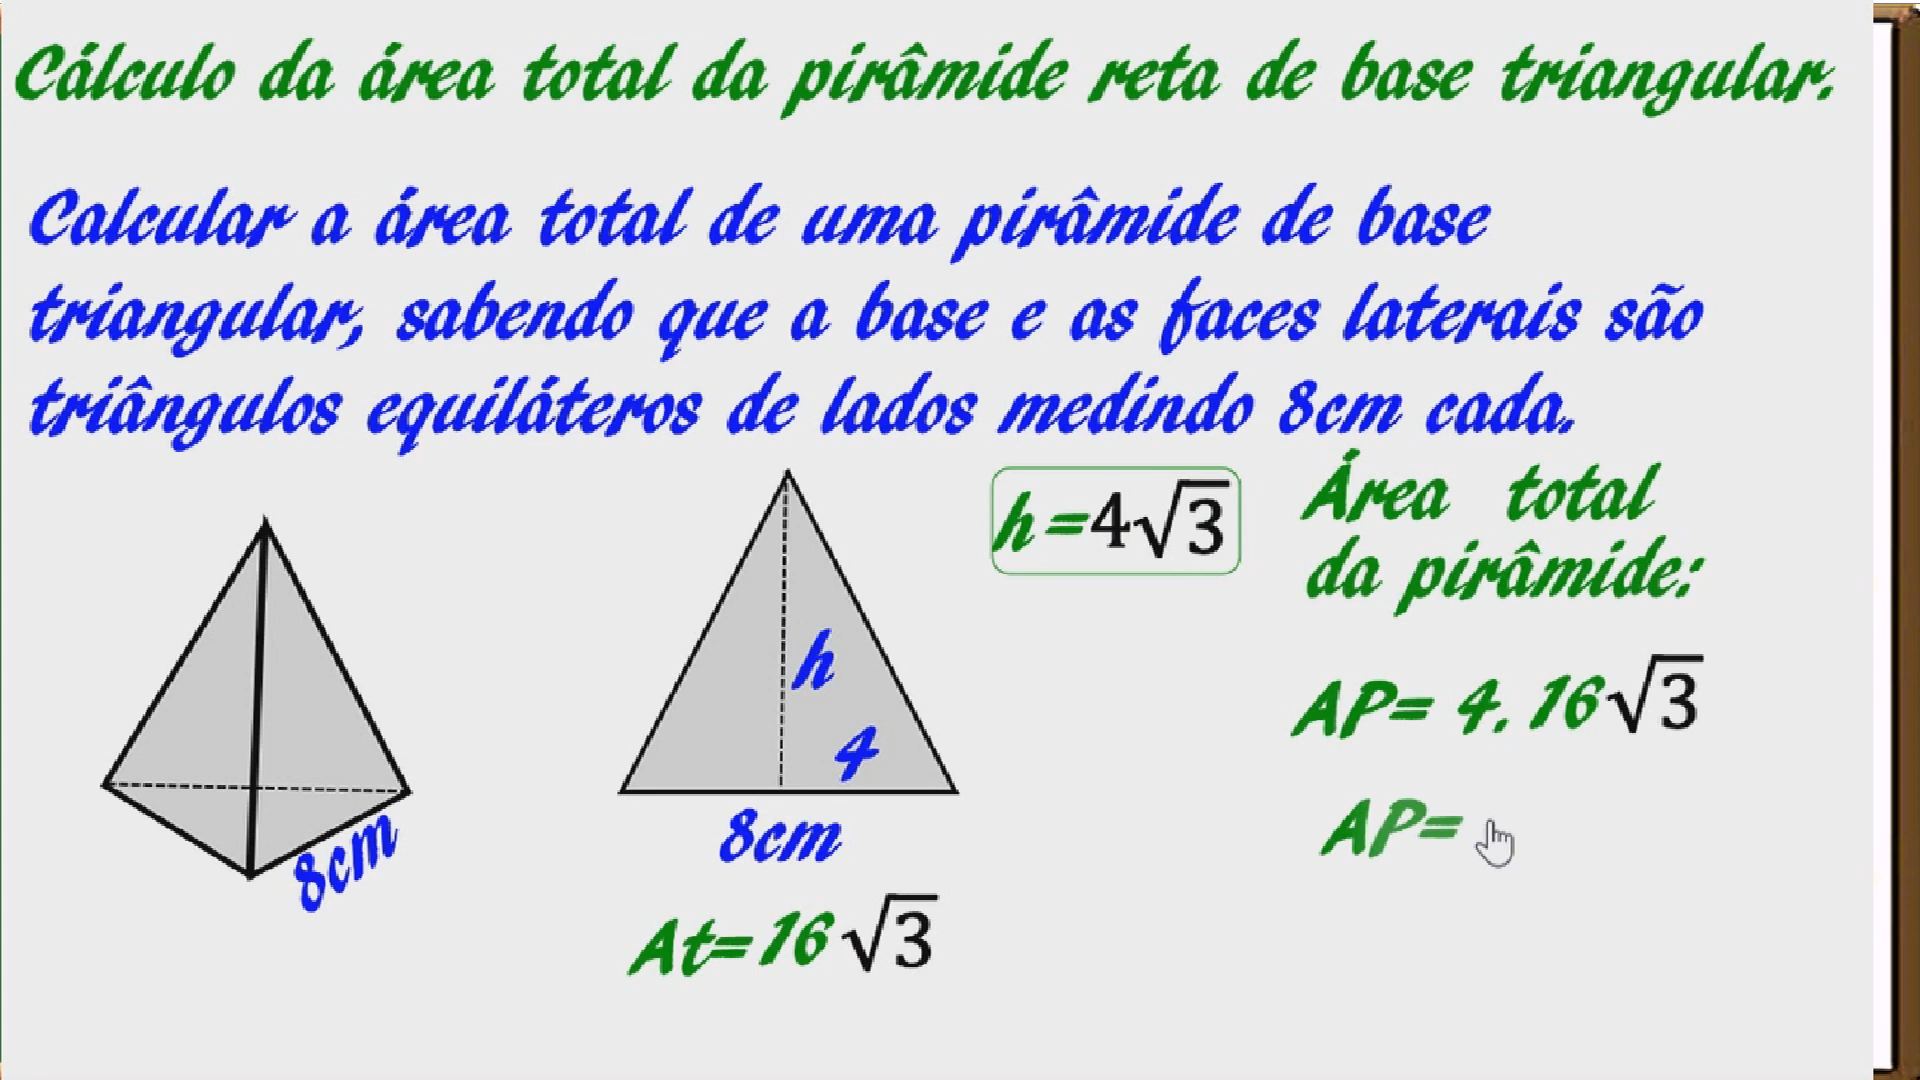 Cálculo da área total da pirâmide reta de base triangular.
Calcular a área total de uma pirâmide de base
triangular, sabendo que a base e as faces laterais são
triângulos equiláteros de lados medindo 8cm cada.
8cm
h
4
8cm
At=16√3
h=4√3
Área total
da pirâmide:
AP= 4.16√3
AP=